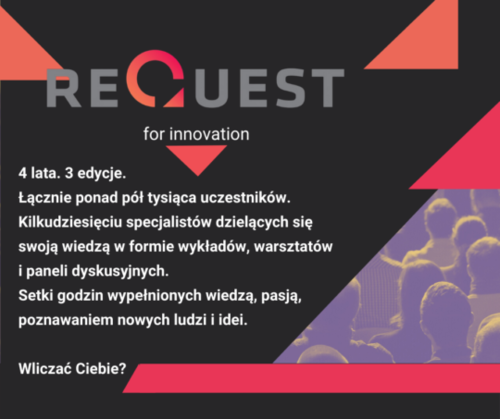 REQUEST
for innovation
4 lata. 3 edycje.
Łącznie ponad pół tysiąca uczestników.
Kilkudziesięciu specjalistów dzielących się
swoją wiedzą w formie wykładów, warsztatów
i paneli dyskusyjnych.
Setki godzin wypełnionych wiedzą, pasją,
poznawaniem nowych ludzi i idei.
Wliczać Ciebie?